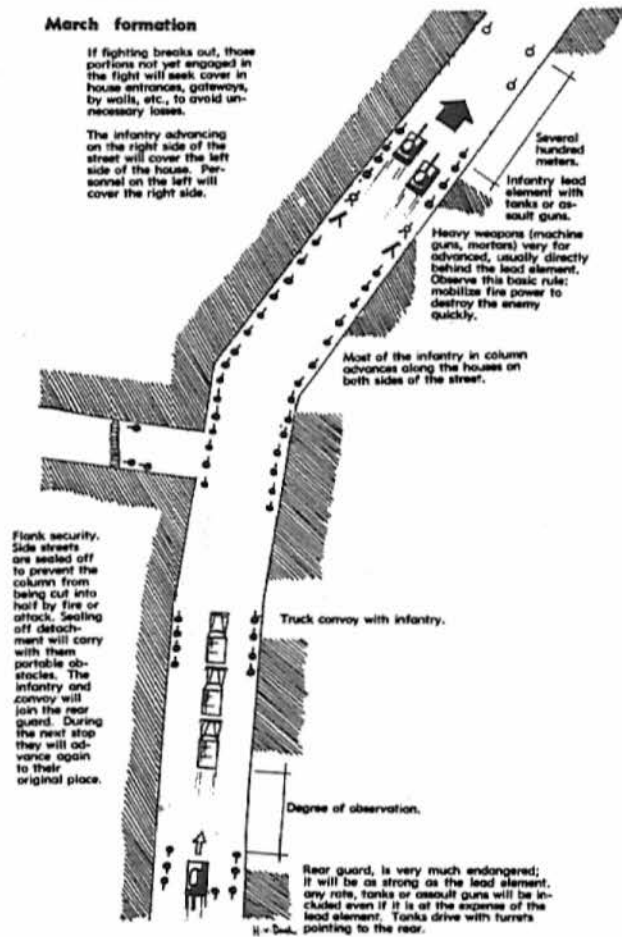 March formation
If fighting breaks out, those
portions not yet engaged in
the fight will seek cover in
house entrances, gateways,
by walls, etc., to avoid un-
necessary losses.
The infantry advancing
on the right side of the
street will cover the left
side of the house. Per-
sonnel on the left will
cover the right side.
Several
hundred
meters.
Infantry lead
element with
tanks or as-
sault guns.
Heavy weapons (machine
guns, mortars) very far
advanced, usually directly
behind the lead element.
Observe this basic rule:
mobilize fire power to
destroy the enemy
quickly.
Most of the infantry in column
advances along the houses on
both sides of the street.
Flank security.
Side streets
are sealed off
to prevent the
column from
being cut into
half by fire or
attack. Sealing
off detach-
ment will carry
with them
portable ob-
stacles. The
infantry and
convoy will
join the rear
guard. During
the next stop
they will ad-
vance again
to their
original place.
Truck convoy with infantry.
Degree of observation.
Rear guard, is very much endangered;
it will be as strong as the lead element.
any rate, tanks or assault guns will be in-
cluded even if it is at the expense of the
lead element. Tanks drive with turrets
pointing to the rear.